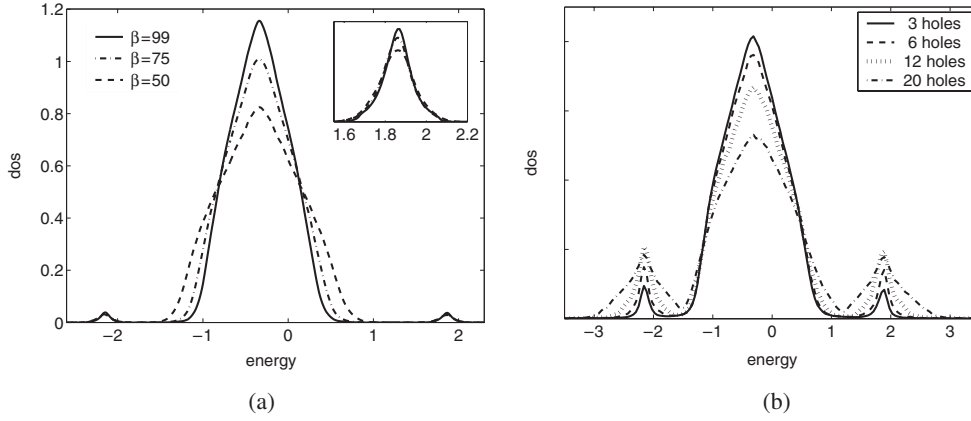 1.2
1
0.8
0.6
0.4
0.2
0
dos
β=99
β=75
β=50
1.6 1.8 2 2.2
−2 −1 0 1 2
energy
(a)
dos
3 holes
6 holes
12 holes
20 holes
−3 −2 −1 0 1 2 3
energy
(b)